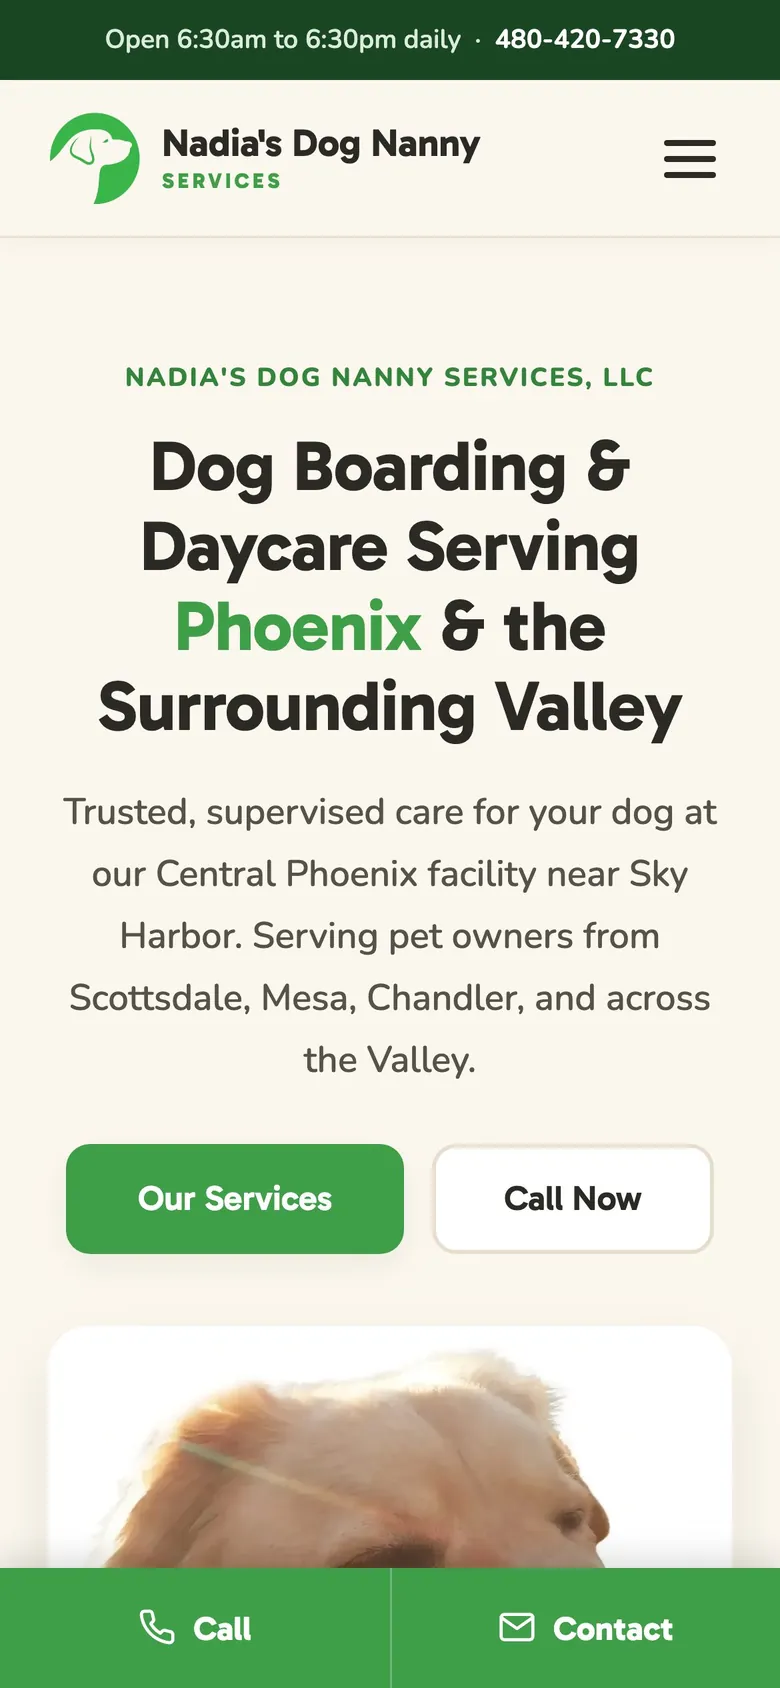 Open 6:30am to 6:30pm daily · 480-420-7330
Nadia's Dog Nanny
SERVICES
NADIA'S DOG NANNY SERVICES, LLC
Dog Boarding &
Daycare Serving
Phoenix & the
Surrounding Valley
Trusted, supervised care for your dog at
our Central Phoenix facility near Sky
Harbor. Serving pet owners from
Scottsdale, Mesa, Chandler, and across
the Valley.
Our Services
Call Now
Call
Contact